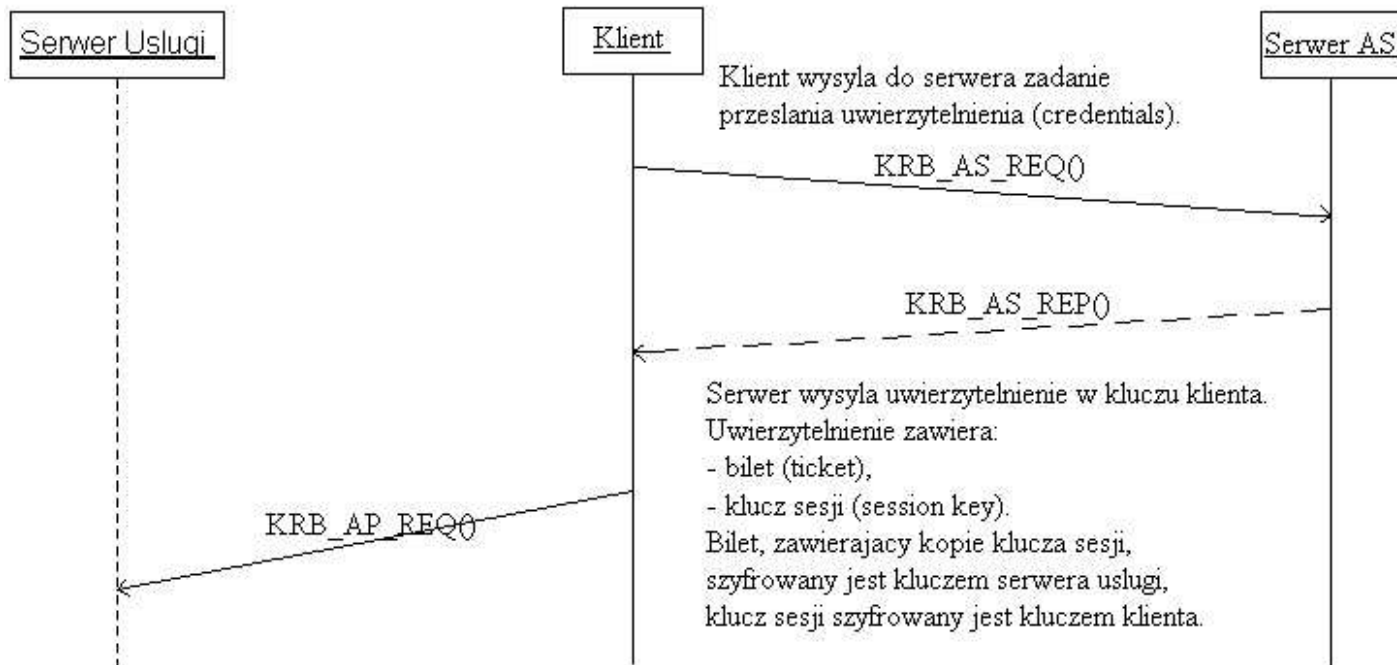 Serwer Uslugi
Klient
Serwer AS
Klient wysyla do serwera zadanie
przeslania uwierzytelnienia (credentials).
KRB_AS_REQ()
KRB_AS_REP()
Serwer wysyla uwierzytelnienie w kluczu klienta.
Uwierzytelnienie zawiera:
- bilet (ticket),
- klucz sesji (session key).
Bilet, zawierajacy kopie klucza sesji,
szyfrowany jest kluczem serwera uslugi,
klucz sesji szyfrowany jest kluczem klienta.
KRB_AP_REQ()